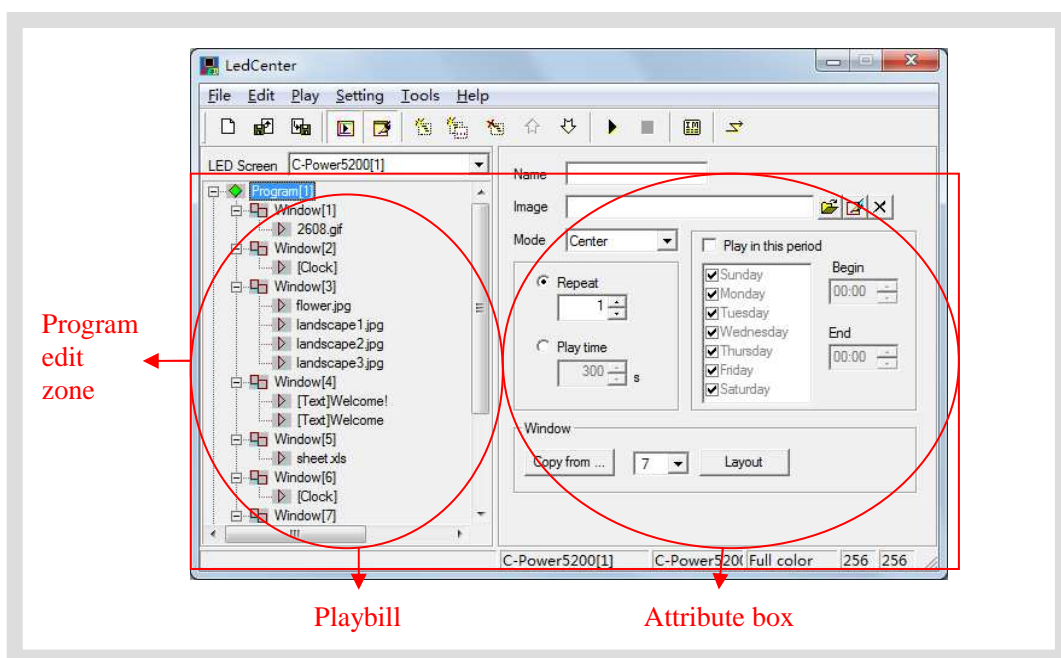 LedCenter
File Edit Play Setting Tools Help
LED Screen C-Power5200[1]
Program[1]
Window[1]
2608.gif
Window[2]
[Clock]
Window[3]
flower.jpg
landscape1.jpg
landscape2.jpg
landscape3.jpg
Window[4]
[Text]Welcome!
[Text]Welcome
Window[5]
sheet.xls
Window[6]
[Clock]
Window[7]
Name
Image
Mode Center
Repeat
1
Play time
300 s
Play in this period
Sunday
Monday
Tuesday
Wednesday
Thursday
Friday
Saturday
Begin
00:00
End
00:00
Window
Copy from ... 7 Layout
C-Power5200[1] C-Power520( Full color 256 256
Program
edit
zone
Playbill
Attribute box